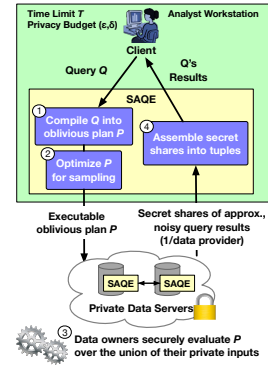 Time Limit T
Privacy Budget (ε,δ)
Analyst Workstation
Client
Query Q
Q's
Results
SAQE
1
Compile Q into
oblivious plan P
2
Optimize P
for sampling
4
Assemble secret
shares into tuples
Executable
oblivious plan P
Secret shares of approx.,
noisy query results
(1/data provider)
SAQE
SAQE
Private Data Servers
3
Data owners securely evaluate P
over the union of their private inputs